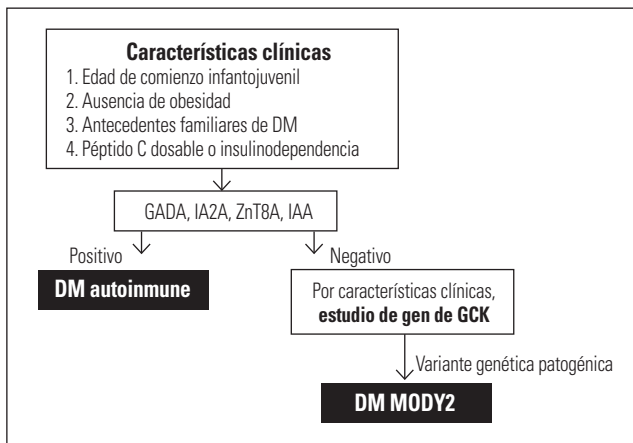 Características clínicas
1. Edad de comienzo infantojuvenil
2. Ausencia de obesidad
3. Antecedentes familiares de DM
4. Péptido C dosable o insulinodependencia
GADA, IA2A, ZnT8A, IAA
Positivo
Negativo
DM autoinmune
Por características clínicas,
estudio de gen de GCK
Variante genética patogénica
DM MODY2